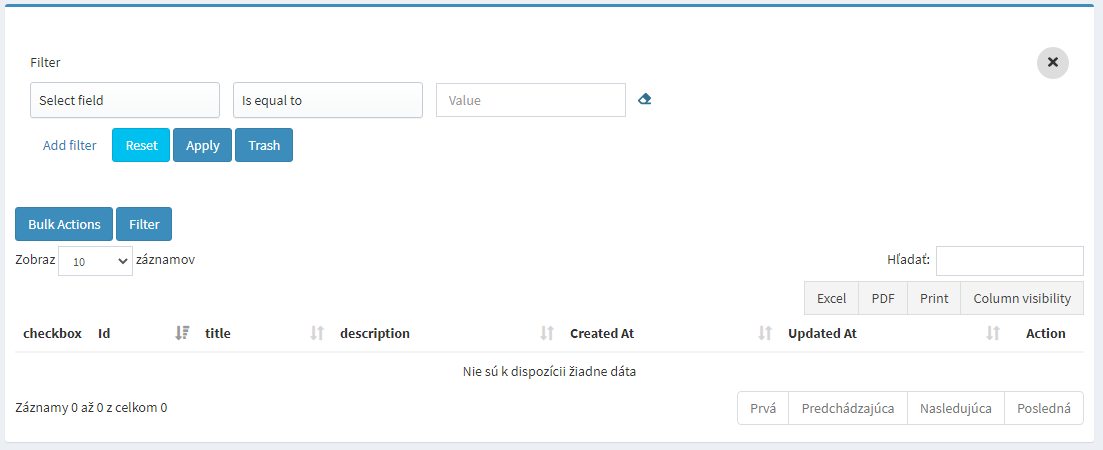 Filter
Select field Is equal to Value
Add filter Reset Apply Trash
Bulk Actions Filter
Zobraz 10 záznamov Hľadať:
Excel PDF Print Column visibility
checkbox Id title description Created At Updated At Action
Nie sú k dispozícii žiadne dáta
Záznamy 0 až 0 z celkom 0 Prvá Predchádzajúca Nasledujúca Posledná